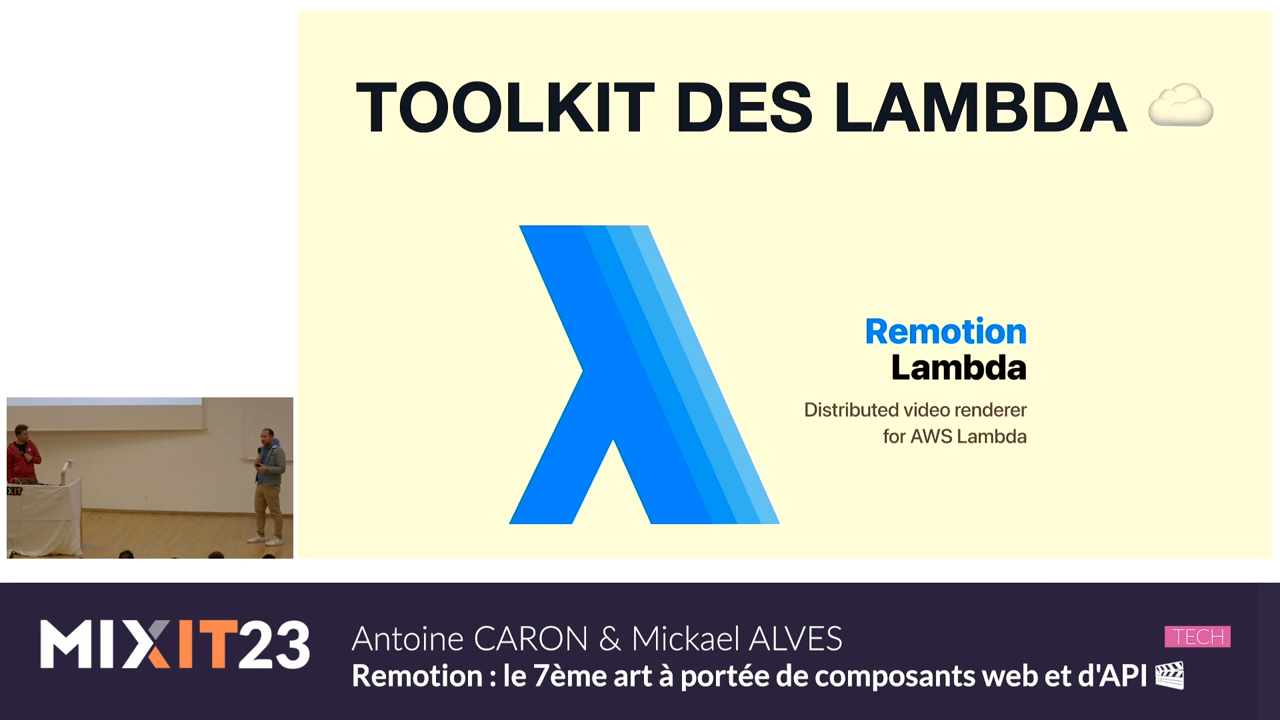 TOOLKIT DES LAMBDA ☁️
Remotion
Lambda
Distributed video renderer
for AWS Lambda
MIXIT23
Antoine CARON & Mickael ALVES
TECH
Remotion : le 7ème art à portée de composants web et d'API 🎬